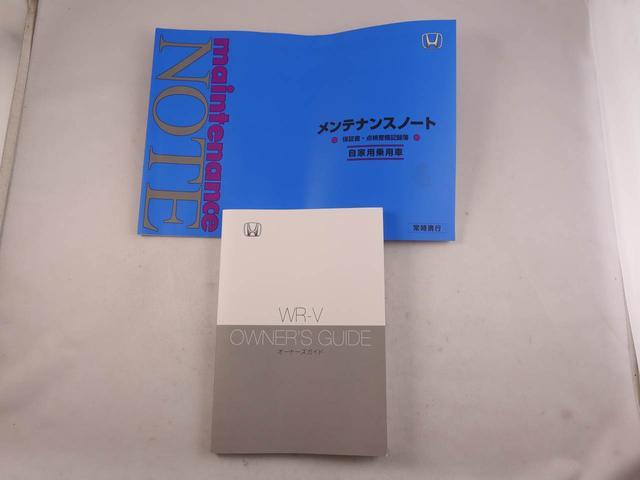 maintenance
NOTE
メンテナンスノート
保証書・点検整備記録簿
自家用乗用車
常時携行
WR-V
OWNER'S GUIDE
オーナーズガイド